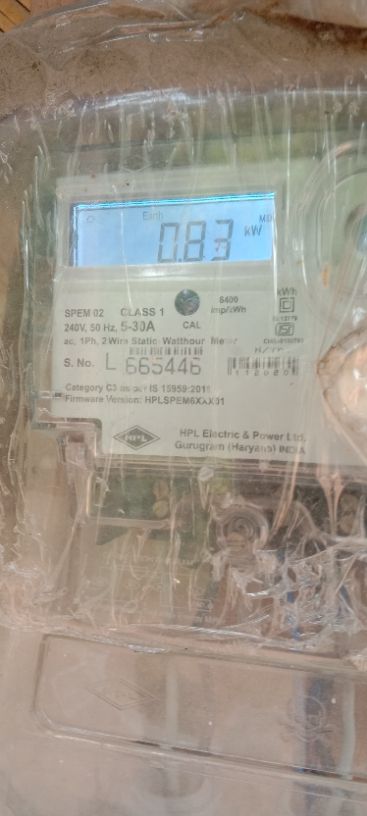 Earth
0.83 kW
kWh
SPEM 02 CLASS 1 6400
imp/kWh
240V, 50 Hz, 5-30A CAL
ac, 1Ph, 2 Wire Static Watthour Meter
S. No. L 665446
Category C3 as per IS 15959:2011
Firmware Version: HPLSPEM6XXX01
HPL HPL Electric & Power Ltd.
Gurugram (Haryana) INDIA
HPL